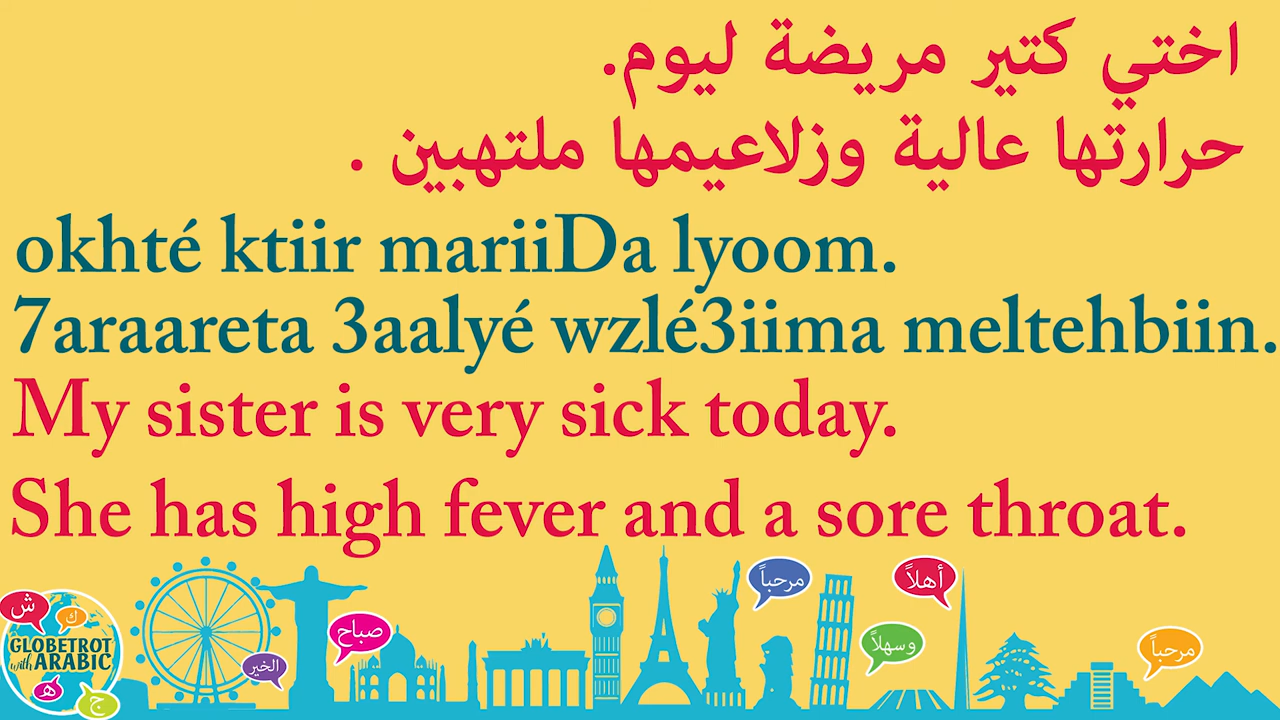 اختي كتير مريضة ليوم.
حرارتها عالية وزلاعيمها ملتهبين .
okhté ktiir mariiDa lyoom.
7araareta 3aalyé wzlé3iima meltehbiin.
My sister is very sick today.
She has high fever and a sore throat.
مرحباً
أهلاً
صباح
وسهلاً
مرحباً
الخير
ش
ك
GLOBETROT
with ARABIC
ه
ج